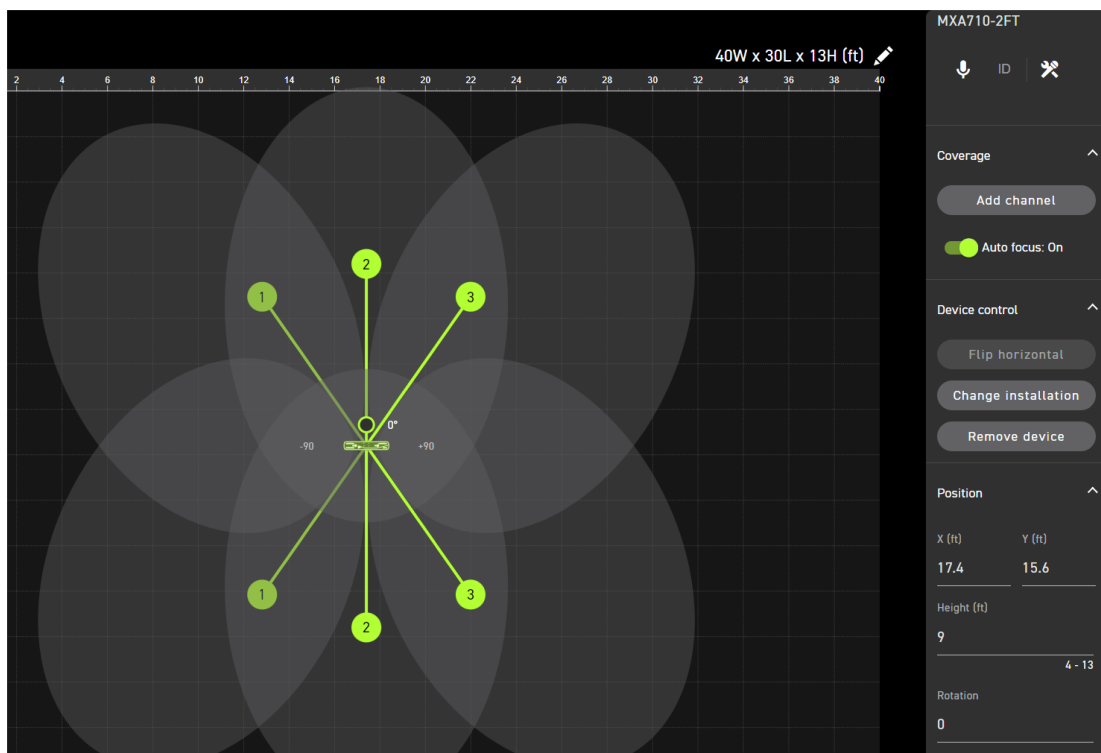 MXA710-2FT
40W x 30L x 13H (ft)
ID
2 4 6 8 10 12 14 16 18 20 22 24 26 28 30 32 34 36 38 40
Coverage
Add channel
Auto focus: On
2
1
3
Device control
Flip horizontal
Change installation
Remove device
0°
-90
+90
Position
X (ft) Y (ft)
17.4 15.6
1
3
2
Height (ft)
9
4 - 13
Rotation
0